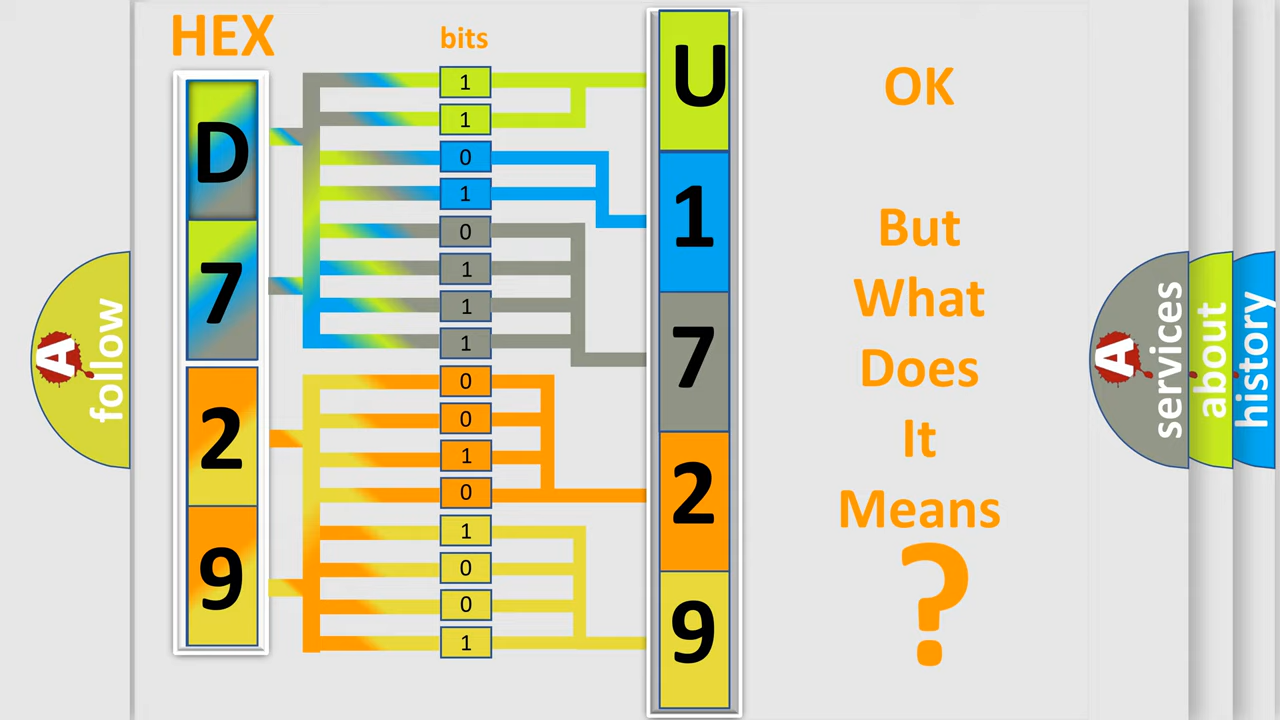 HEX
bits
D
7
2
9
1
1
0
1
0
1
1
1
0
0
1
0
1
0
0
1
U
1
7
2
9
OK
But
What
Does
It
Means
?
A
follow
A
services
about
history